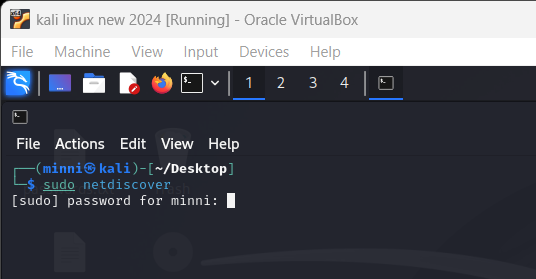 kali linux new 2024 [Running] - Oracle VirtualBox
File Machine View Input Devices Help
1 2 3 4
File Actions Edit View Help
┌──(minni㉿kali)-[~/Desktop]
└─$ sudo netdiscover
[sudo] password for minni: